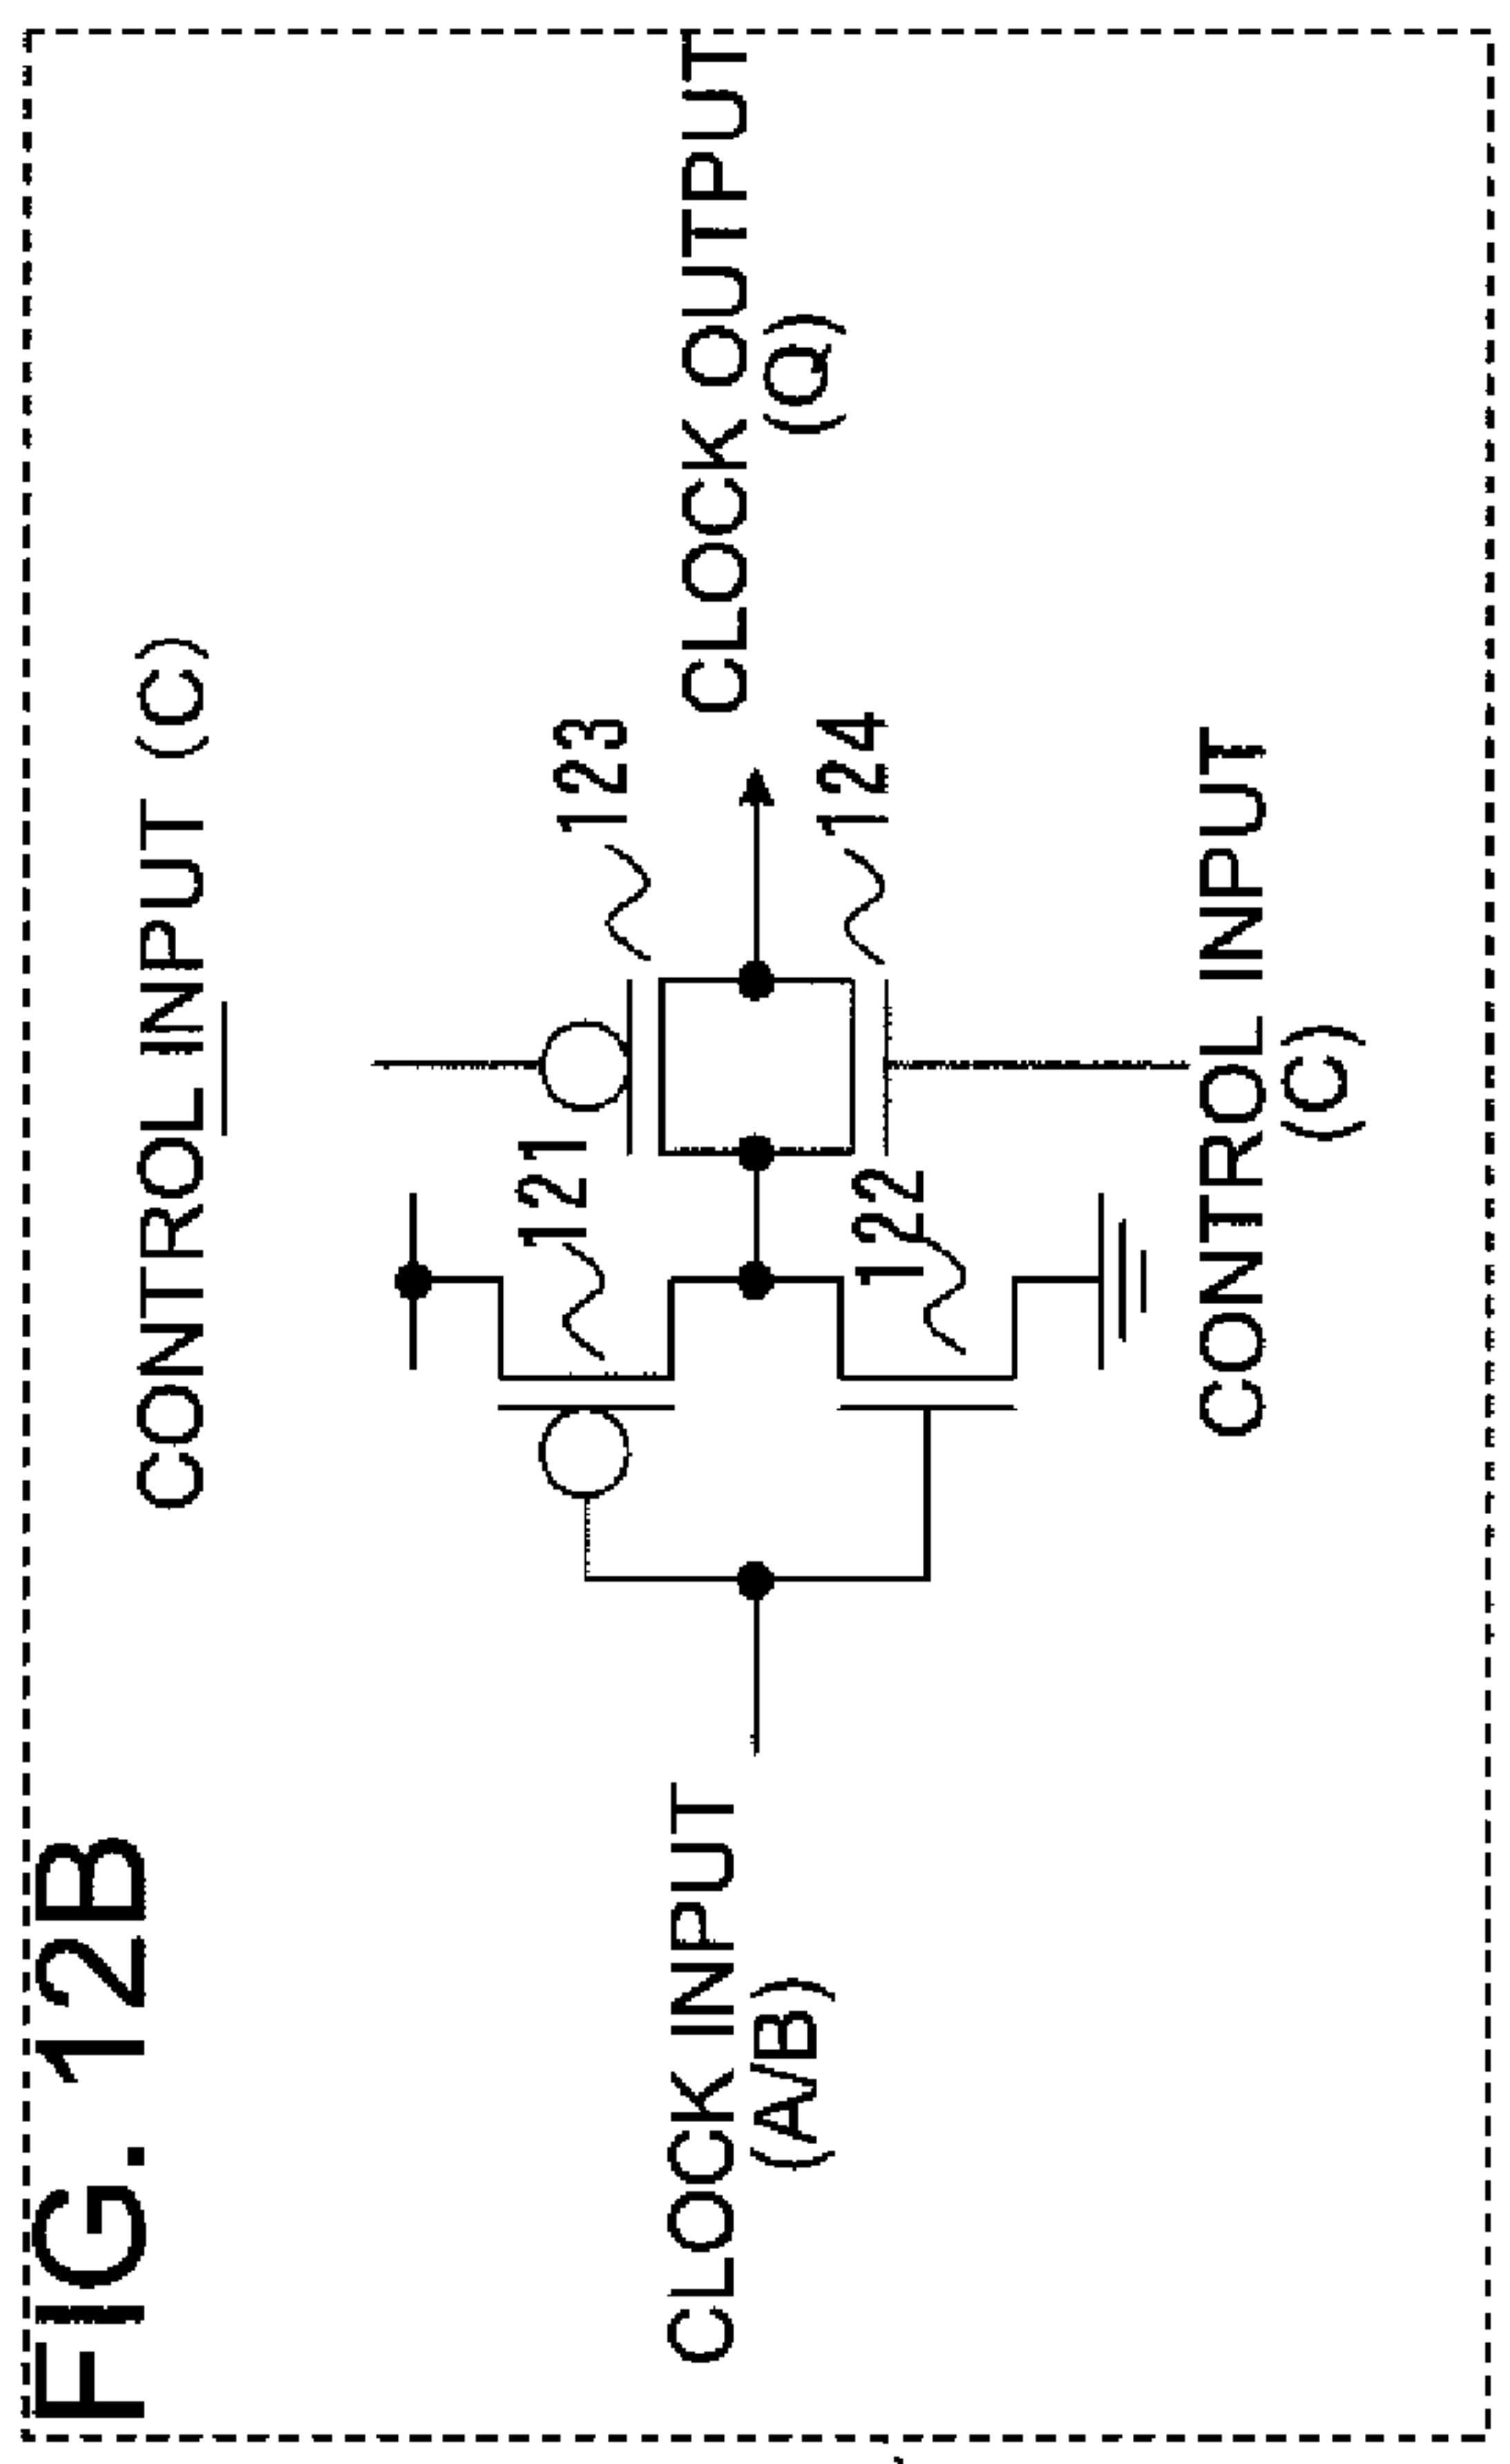 FIG. 12B
CONTROL INPUT (C)
121
123
CLOCK INPUT
(A/B)
CLOCK OUTPUT
(Q)
122
124
CONTROL INPUT
(C)